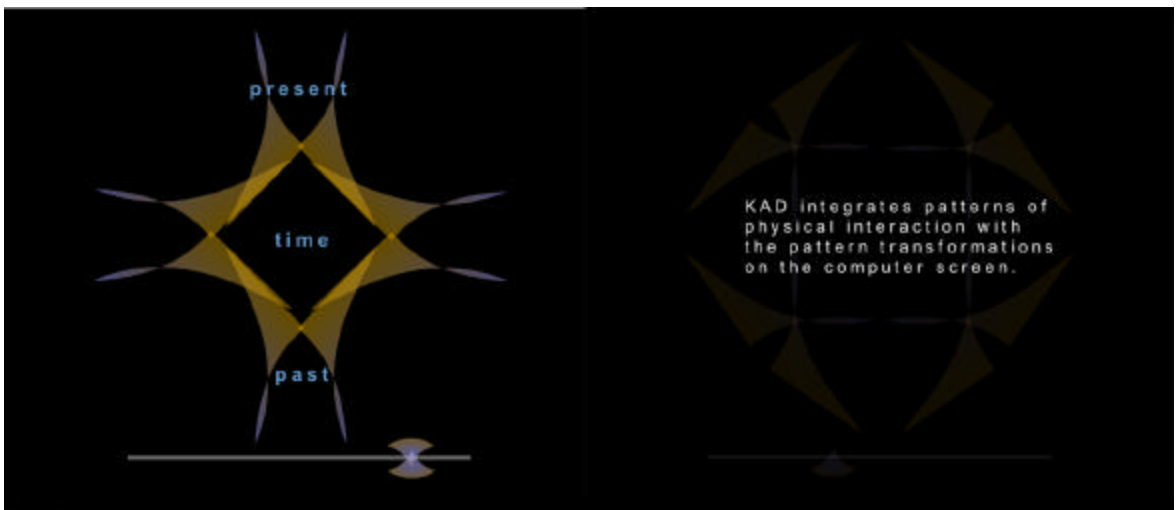 present
time
past
KAD integrates patterns of
physical interaction with
the pattern transformations
on the computer screen.